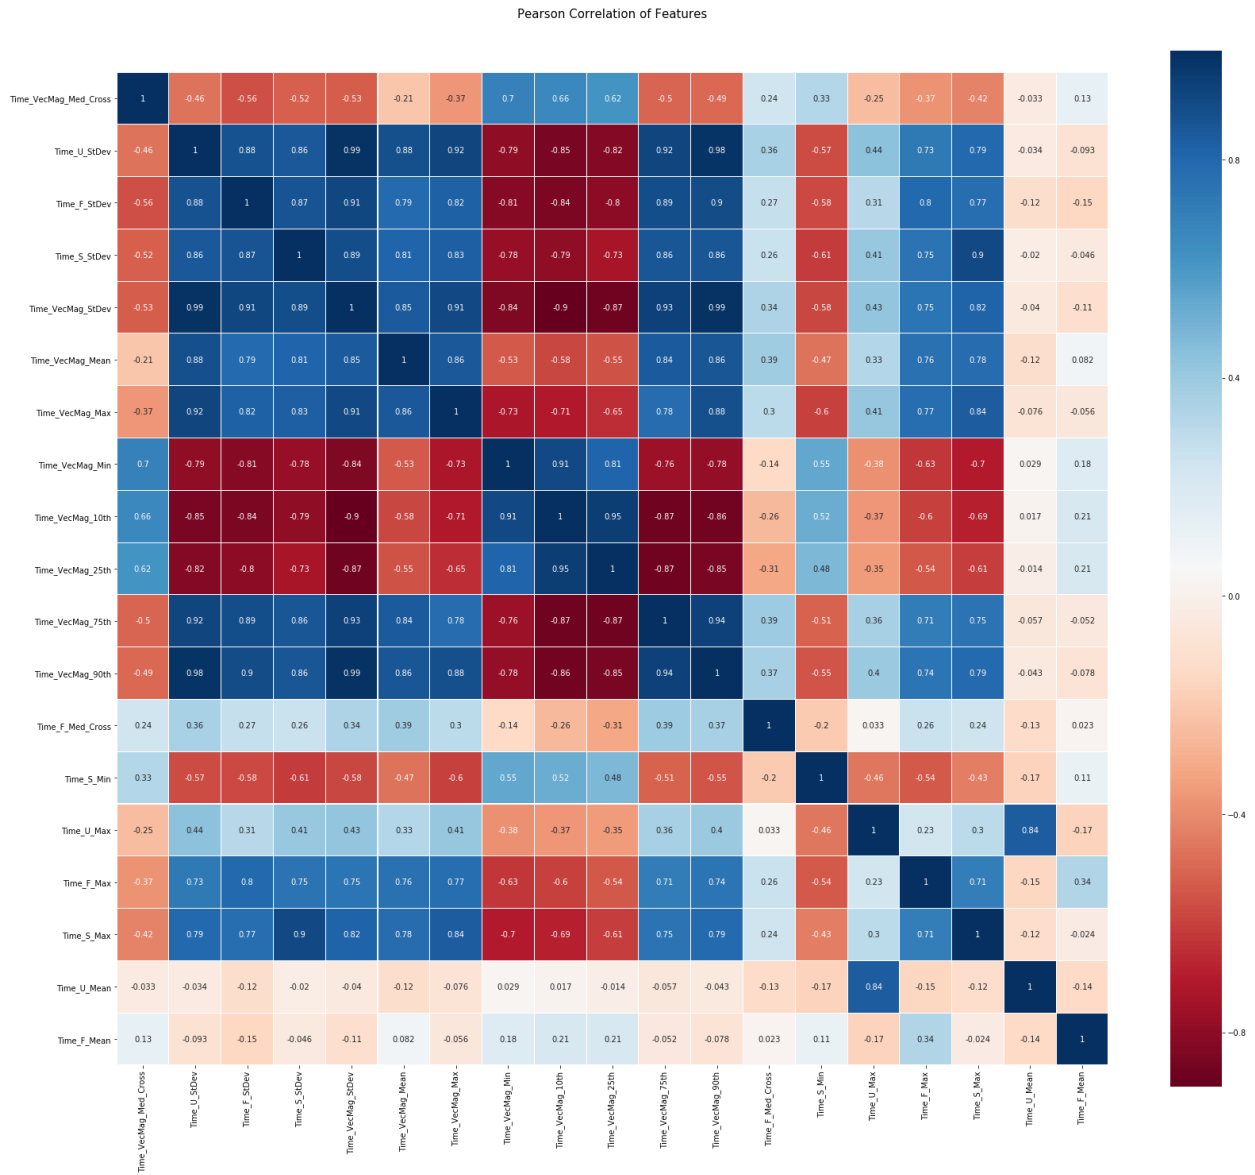 Pearson Correlation of Features
Time_VecMag_Med_Cross 1 -0.46 -0.56 -0.52 -0.53 -0.21 -0.37 0.7 0.66 0.62 -0.5 -0.49 0.24 0.33 -0.25 -0.37 -0.42 -0.033 0.13
Time_U_StDev -0.46 1 0.88 0.86 0.99 0.88 0.92 -0.79 -0.85 -0.82 0.92 0.98 0.36 -0.57 0.44 0.73 0.79 -0.034 -0.093
Time_F_StDev -0.56 0.88 1 0.87 0.91 0.79 0.82 -0.81 -0.84 -0.8 0.89 0.9 0.27 -0.58 0.31 0.8 0.77 -0.12 -0.15
Time_S_StDev -0.52 0.86 0.87 1 0.89 0.81 0.83 -0.78 -0.79 -0.73 0.86 0.86 0.26 -0.61 0.41 0.75 0.9 -0.02 -0.046
Time_VecMag_StDev -0.53 0.99 0.91 0.89 1 0.85 0.91 -0.84 -0.9 -0.87 0.93 0.99 0.34 -0.58 0.43 0.75 0.82 -0.04 -0.11
Time_VecMag_Mean -0.21 0.88 0.79 0.81 0.85 1 0.86 -0.53 -0.58 -0.55 0.84 0.86 0.39 -0.47 0.33 0.76 0.78 -0.12 0.082
Time_VecMag_Max -0.37 0.92 0.82 0.83 0.91 0.86 1 -0.73 -0.71 -0.65 0.78 0.88 0.3 -0.6 0.41 0.77 0.84 -0.076 -0.056
Time_VecMag_Min 0.7 -0.79 -0.81 -0.78 -0.84 -0.53 -0.73 1 0.91 0.81 -0.76 -0.78 -0.14 0.55 -0.38 -0.63 -0.7 0.029 0.18
Time_VecMag_10th 0.66 -0.85 -0.84 -0.79 -0.9 -0.58 -0.71 0.91 1 0.95 -0.87 -0.86 -0.26 0.52 -0.37 -0.6 -0.69 0.017 0.21
Time_VecMag_25th 0.62 -0.82 -0.8 -0.73 -0.87 -0.55 -0.65 0.81 0.95 1 -0.87 -0.85 -0.31 0.48 -0.35 -0.54 -0.61 -0.014 0.21
Time_VecMag_75th -0.5 0.92 0.89 0.86 0.93 0.84 0.78 -0.76 -0.87 -0.87 1 0.94 0.39 -0.51 0.36 0.71 0.75 -0.057 -0.052
Time_VecMag_90th -0.49 0.98 0.9 0.86 0.99 0.86 0.88 -0.78 -0.86 -0.85 0.94 1 0.37 -0.55 0.4 0.74 0.79 -0.043 -0.078
Time_F_Med_Cross 0.24 0.36 0.27 0.26 0.34 0.39 0.3 -0.14 -0.26 -0.31 0.39 0.37 1 -0.2 0.033 0.26 0.24 -0.13 0.023
Time_S_Min 0.33 -0.57 -0.58 -0.61 -0.58 -0.47 -0.6 0.55 0.52 0.48 -0.51 -0.55 -0.2 1 -0.46 -0.54 -0.43 -0.17 0.11
Time_U_Max -0.25 0.44 0.31 0.41 0.43 0.33 0.41 -0.38 -0.37 -0.35 0.36 0.4 0.033 -0.46 1 0.23 0.3 0.84 -0.17
Time_F_Max -0.37 0.73 0.8 0.75 0.75 0.76 0.77 -0.63 -0.6 -0.54 0.71 0.74 0.26 -0.54 0.23 1 0.71 -0.15 0.34
Time_S_Max -0.42 0.79 0.77 0.9 0.82 0.78 0.84 -0.7 -0.69 -0.61 0.75 0.79 0.24 -0.43 0.3 0.71 1 -0.12 -0.024
Time_U_Mean -0.033 -0.034 -0.12 -0.02 -0.04 -0.12 -0.076 0.029 0.017 -0.014 -0.057 -0.043 -0.13 -0.17 0.84 -0.15 -0.12 1 -0.14
Time_F_Mean 0.13 -0.093 -0.15 -0.046 -0.11 0.082 -0.056 0.18 0.21 0.21 -0.052 -0.078 0.023 0.11 -0.17 0.34 -0.024 -0.14 1
Time_VecMag_Med_Cross
Time_U_StDev
Time_F_StDev
Time_S_StDev
Time_VecMag_StDev
Time_VecMag_Mean
Time_VecMag_Max
Time_VecMag_Min
Time_VecMag_10th
Time_VecMag_25th
Time_VecMag_75th
Time_VecMag_90th
Time_F_Med_Cross
Time_S_Min
Time_U_Max
Time_F_Max
Time_S_Max
Time_U_Mean
Time_F_Mean
0.8
0.4
0.0
−0.4
−0.8